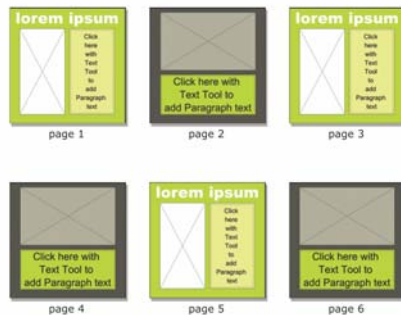 lorem ipsum
Click
here
with
Text
Tool
to
add
Paragraph
text
page 1
Click here with
Text Tool to
add Paragraph text
page 2
lorem ipsum
Click
here
with
Text
Tool
to
add
Paragraph
text
page 3
Click here with
Text Tool to
add Paragraph text
page 4
lorem ipsum
Click
here
with
Text
Tool
to
add
Paragraph
text
page 5
Click here with
Text Tool to
add Paragraph text
page 6